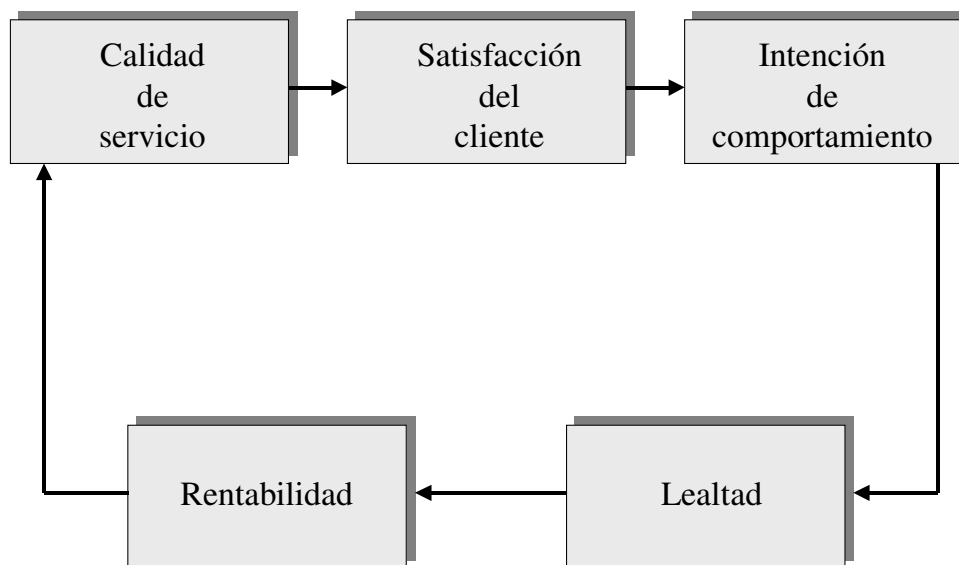 Calidad
de
servicio
Satisfacción
del
cliente
Intención
de
comportamiento
Rentabilidad
Lealtad